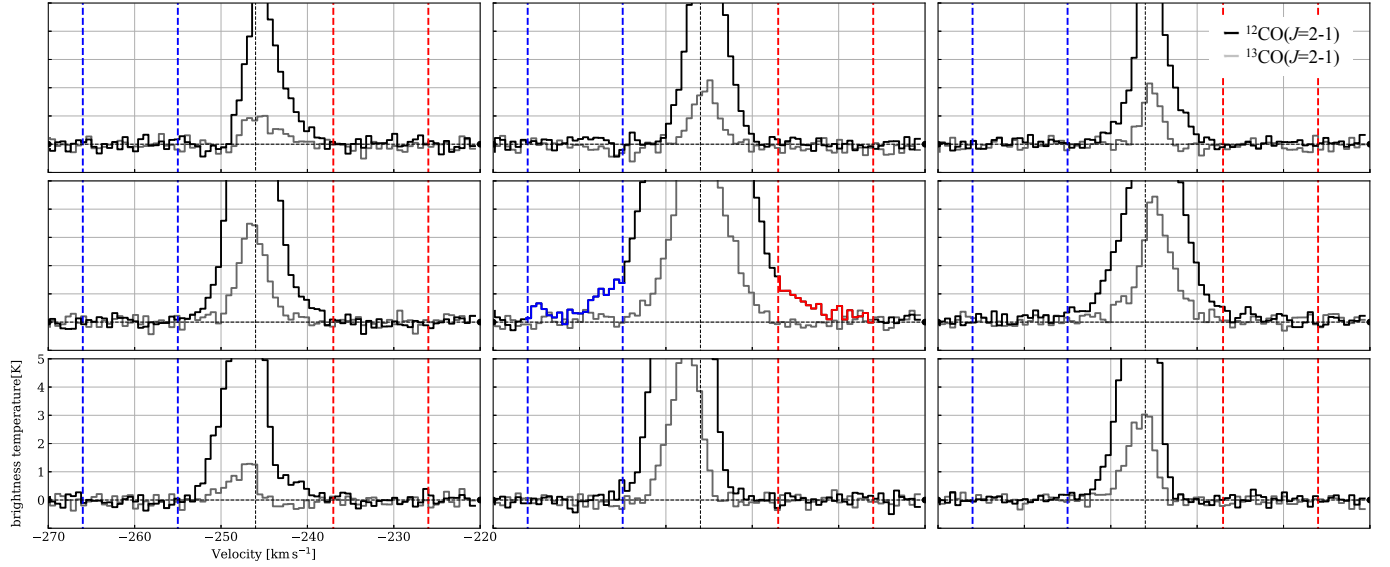 ¹²CO(J=2-1)
¹³CO(J=2-1)
brightness temperature[K]
5
4
3
2
1
0
−270 −260 −250 −240 −230 −220
Velocity [km s⁻¹]